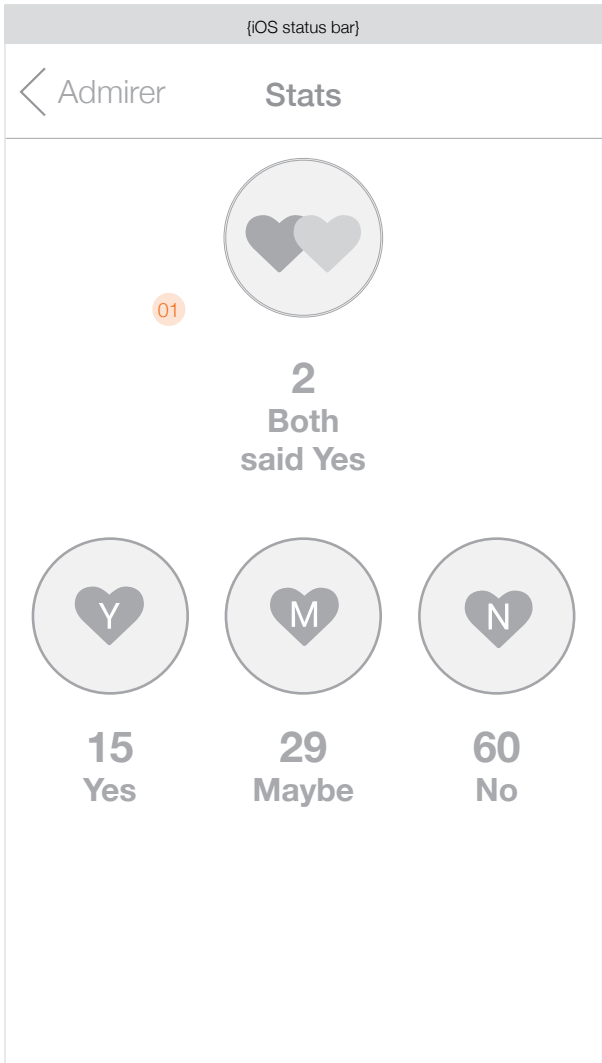 {iOS status bar}
Admirer
Stats
01
2
Both
said Yes
Y
M
N
15
29
60
Yes
Maybe
No